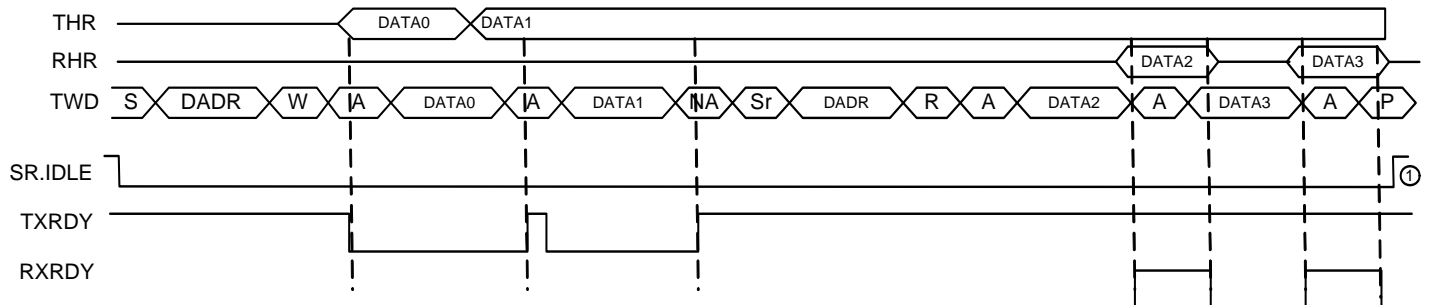 THR DATA0 DATA1
RHR DATA2 DATA3
TWD S DADR W A DATA0 A DATA1 NA Sr DADR R A DATA2 A DATA3 A P
SR.IDLE ①
TXRDY
RXRDY